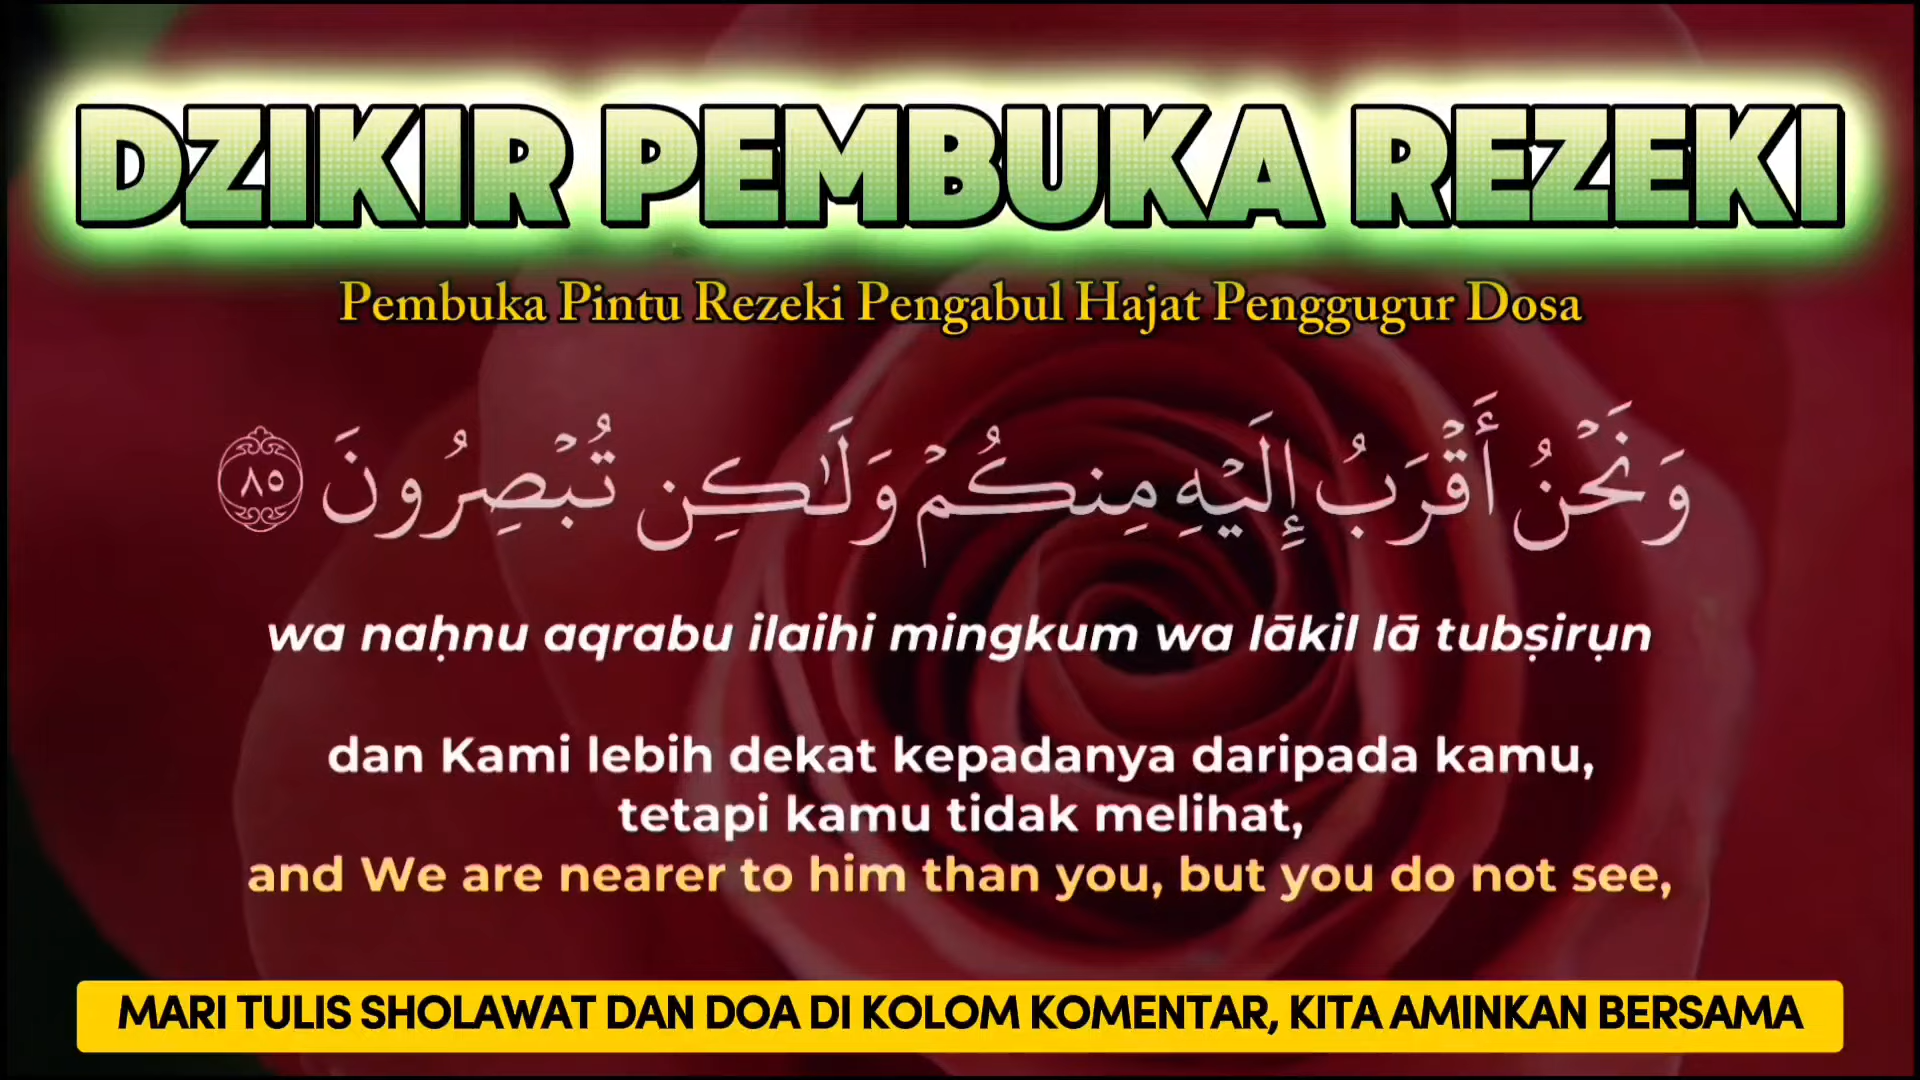 DZIKIR PEMBUKA REZEKI
Pembuka Pintu Rezeki Pengabul Hajat Penggugur Dosa
وَنَحْنُ أَقْرَبُ إِلَيْهِ مِنكُمْ وَلَٰكِن تُبْصِرُونَ ٨٥
wa naḥnu aqrabu ilaihi mingkum wa lākil lā tubṣirụn
dan Kami lebih dekat kepadanya daripada kamu,
tetapi kamu tidak melihat,
and We are nearer to him than you, but you do not see,
MARI TULIS SHOLAWAT DAN DOA DI KOLOM KOMENTAR, KITA AMINKAN BERSAMA